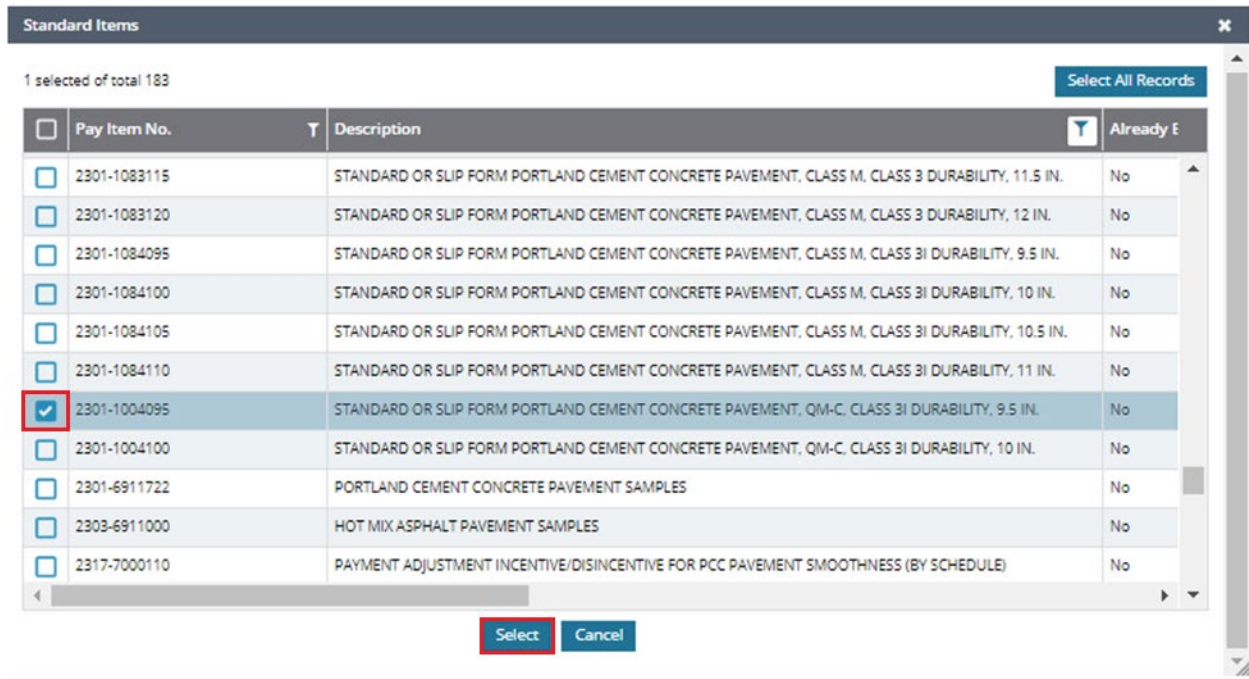 Standard Items
1 selected of total 183
Select All Records
Pay Item No. Description Already E
2301-1083115 STANDARD OR SLIP FORM PORTLAND CEMENT CONCRETE PAVEMENT, CLASS M, CLASS 3 DURABILITY, 11.5 IN. No
2301-1083120 STANDARD OR SLIP FORM PORTLAND CEMENT CONCRETE PAVEMENT, CLASS M, CLASS 3 DURABILITY, 12 IN. No
2301-1084095 STANDARD OR SLIP FORM PORTLAND CEMENT CONCRETE PAVEMENT, CLASS M, CLASS 3I DURABILITY, 9.5 IN. No
2301-1084100 STANDARD OR SLIP FORM PORTLAND CEMENT CONCRETE PAVEMENT, CLASS M, CLASS 3I DURABILITY, 10 IN. No
2301-1084105 STANDARD OR SLIP FORM PORTLAND CEMENT CONCRETE PAVEMENT, CLASS M, CLASS 3I DURABILITY, 10.5 IN. No
2301-1084110 STANDARD OR SLIP FORM PORTLAND CEMENT CONCRETE PAVEMENT, CLASS M, CLASS 3I DURABILITY, 11 IN. No
2301-1004095 STANDARD OR SLIP FORM PORTLAND CEMENT CONCRETE PAVEMENT, QM-C, CLASS 3I DURABILITY, 9.5 IN. No
2301-1004100 STANDARD OR SLIP FORM PORTLAND CEMENT CONCRETE PAVEMENT, QM-C, CLASS 3I DURABILITY, 10 IN. No
2301-6911722 PORTLAND CEMENT CONCRETE PAVEMENT SAMPLES No
2303-6911000 HOT MIX ASPHALT PAVEMENT SAMPLES No
2317-7000110 PAYMENT ADJUSTMENT INCENTIVE/DISINCENTIVE FOR PCC PAVEMENT SMOOTHNESS (BY SCHEDULE) No
Select Cancel